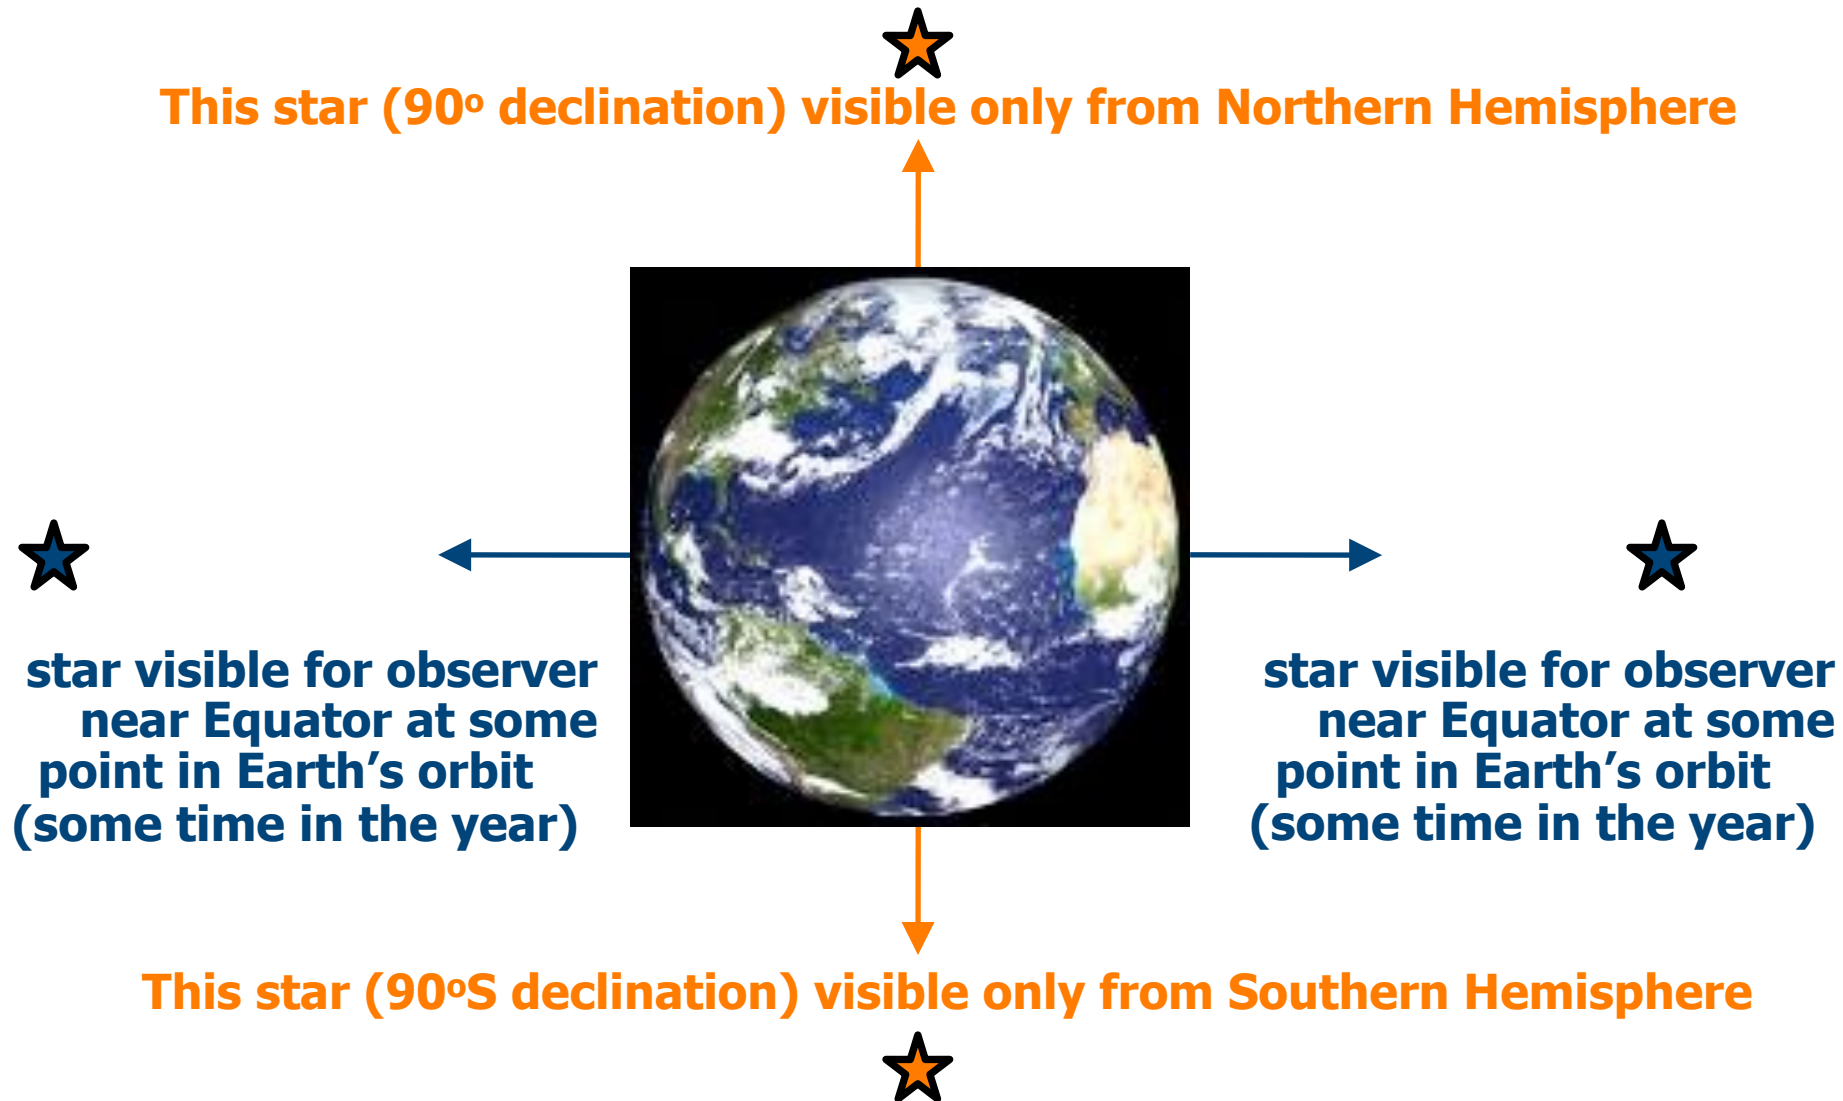 This star (90º declination) visible only from Northern Hemisphere
star visible for observer
near Equator at some
point in Earth’s orbit
(some time in the year)
star visible for observer
near Equator at some
point in Earth’s orbit
(some time in the year)
This star (90ºS declination) visible only from Southern Hemisphere